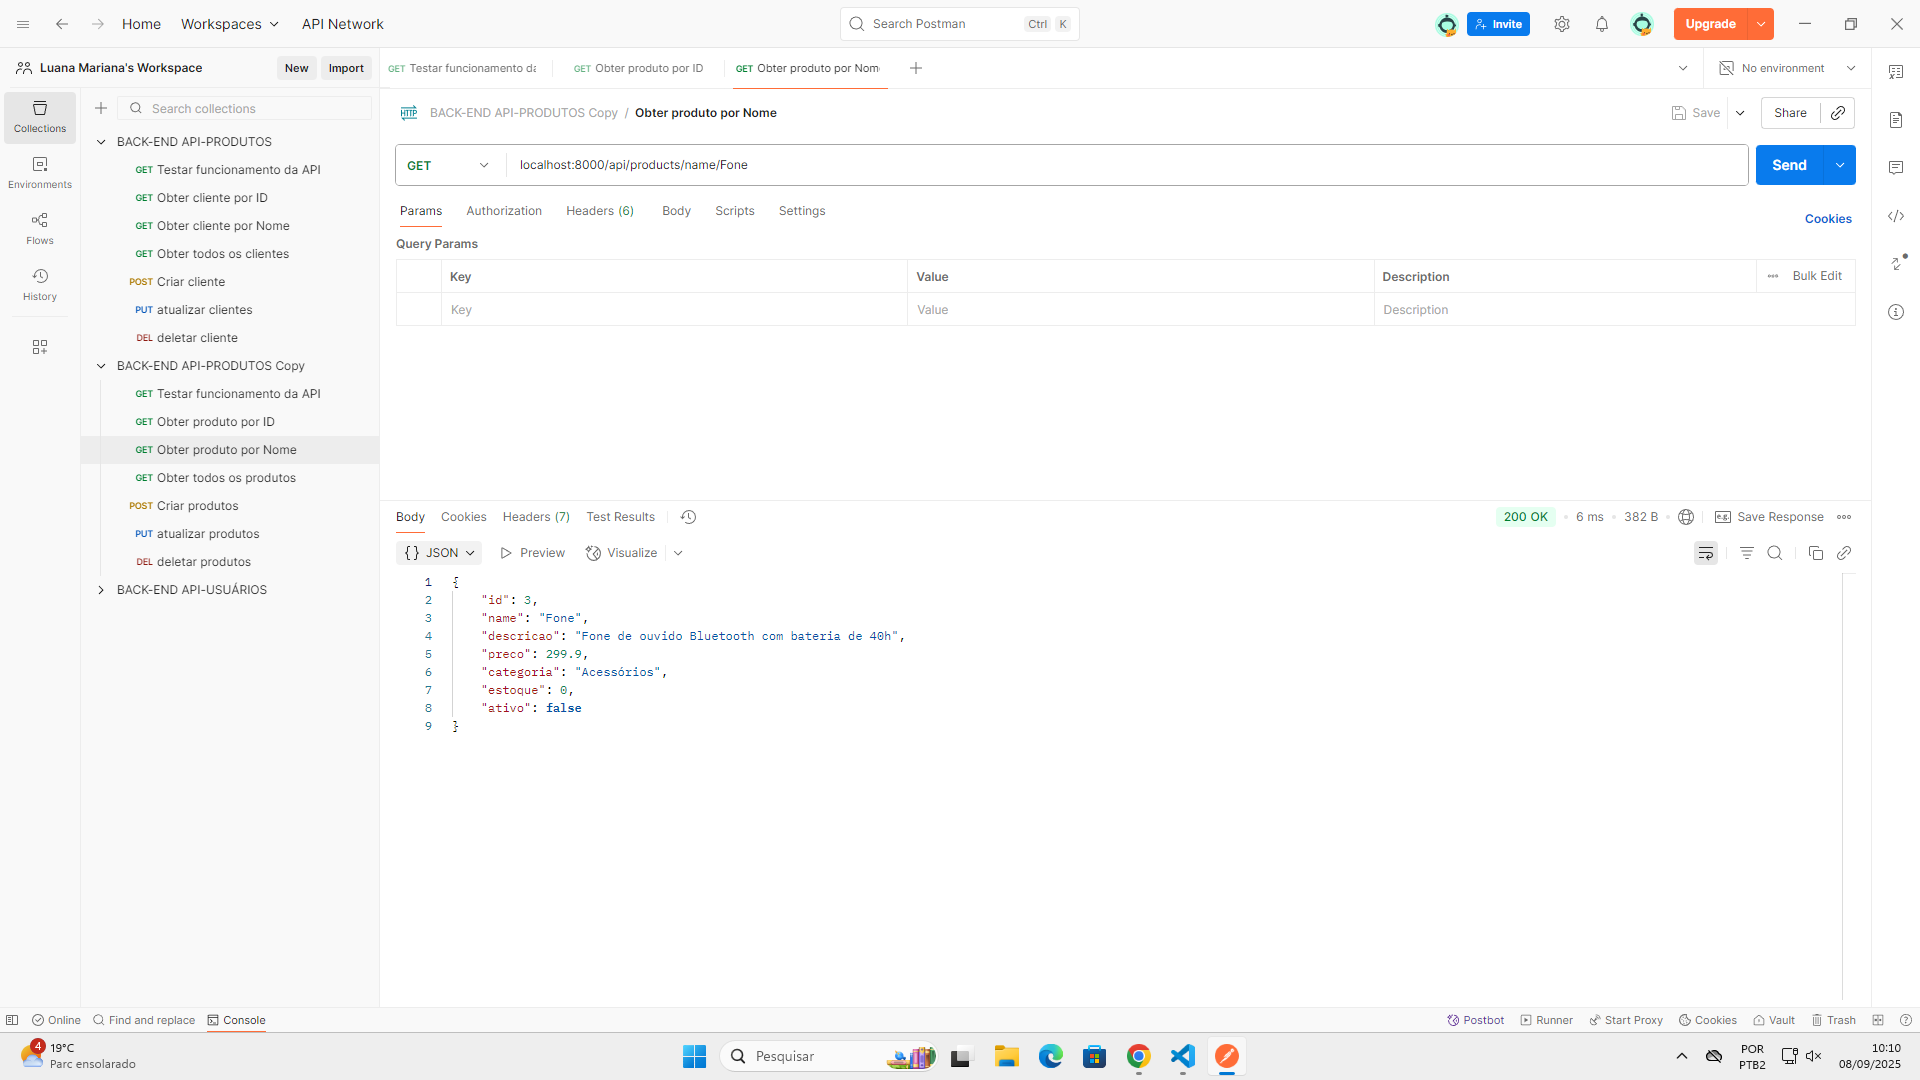 Home
Workspaces
API Network
Search Postman
Ctrl K
Invite
Upgrade
Luana Mariana's Workspace
New
Import
GET Testar funcionamento da
GET Obter produto por ID
GET Obter produto por Nom
No environment
Collections
Environments
Flows
History
Search collections
BACK-END API-PRODUTOS
GET Testar funcionamento da API
GET Obter cliente por ID
GET Obter cliente por Nome
GET Obter todos os clientes
POST Criar cliente
PUT atualizar clientes
DEL deletar cliente
BACK-END API-PRODUTOS Copy
GET Testar funcionamento da API
GET Obter produto por ID
GET Obter produto por Nome
GET Obter todos os produtos
POST Criar produtos
PUT atualizar produtos
DEL deletar produtos
BACK-END API-USUÁRIOS
HTTP BACK-END API-PRODUTOS Copy / Obter produto por Nome
Save
Share
GET localhost:8000/api/products/name/Fone
Send
Params Authorization Headers (6) Body Scripts Settings
Cookies
Query Params
Key Value Description Bulk Edit
Key Value Description
Body Cookies Headers (7) Test Results
200 OK • 6 ms • 382 B
e.g. Save Response
{} JSON Preview Visualize
1 {
2 "id": 3,
3 "name": "Fone",
4 "descricao": "Fone de ouvido Bluetooth com bateria de 40h",
5 "preco": 299.9,
6 "categoria": "Acessórios",
7 "estoque": 0,
8 "ativo": false
9 }
Online Find and replace Console
Postbot Runner Start Proxy Cookies Vault Trash
4
19°C
Parc ensolarado
Pesquisar
POR
PTB2
10:10
08/09/2025